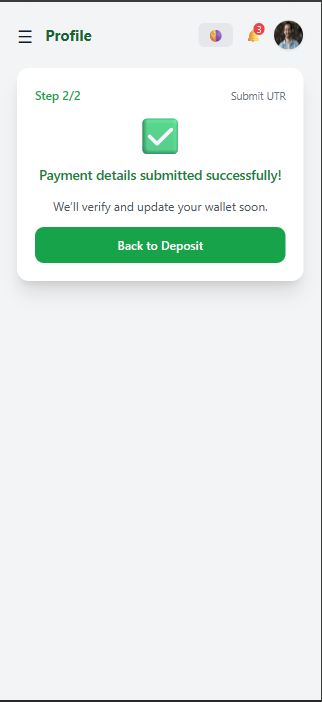 Profile
3
Step 2/2
Submit UTR
Payment details submitted successfully!
We'll verify and update your wallet soon.
Back to Deposit